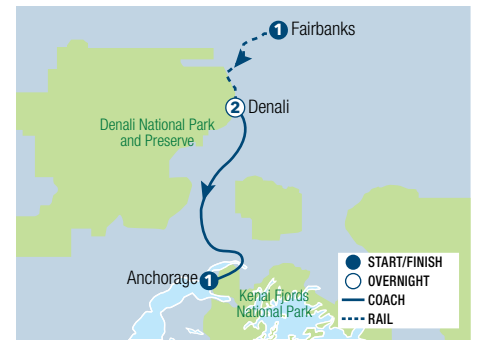 1 Fairbanks
2 Denali
Denali National Park
and Preserve
Anchorage 1
Kenai Fjords
National Park
START/FINISH
OVERNIGHT
COACH
RAIL